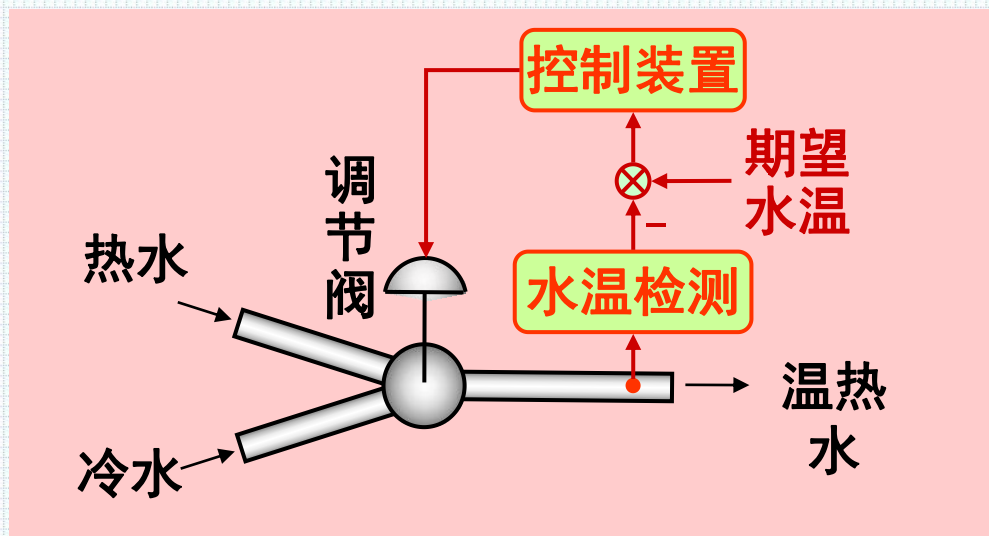 控制装置
期望
水温
调
节
阀
热水
水温检测
−
温热
水
冷水